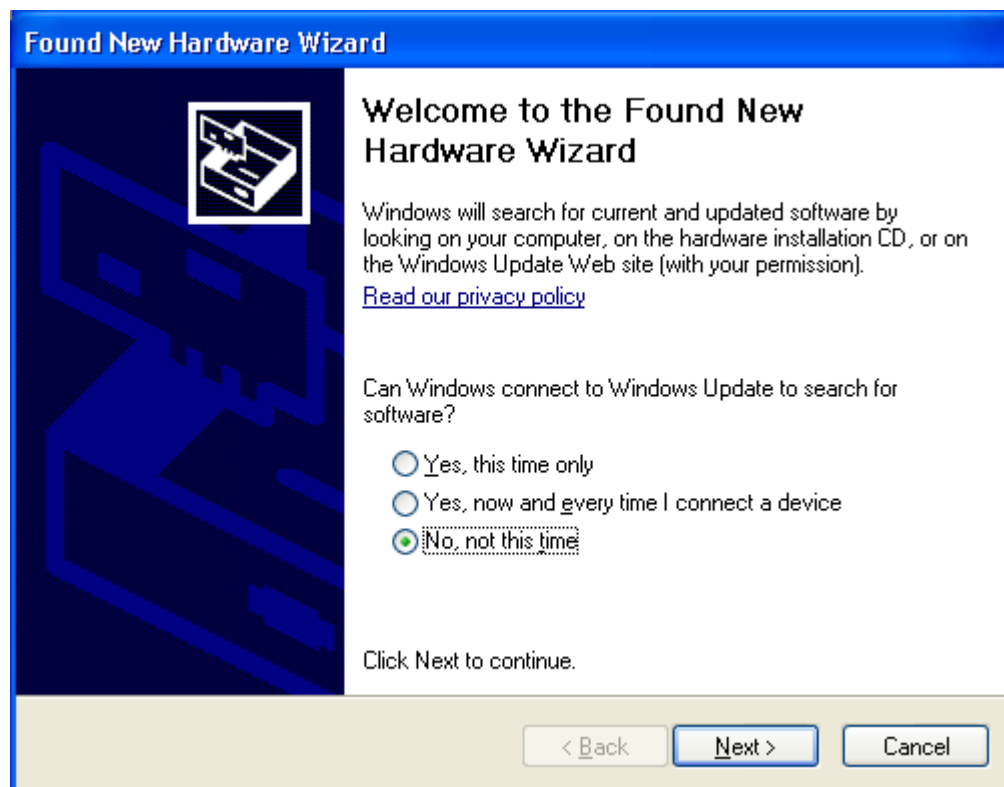 Found New Hardware Wizard
Welcome to the Found New
Hardware Wizard
Windows will search for current and updated software by
looking on your computer, on the hardware installation CD, or on
the Windows Update Web site (with your permission).
Read our privacy policy
Can Windows connect to Windows Update to search for
software?
Yes, this time only
Yes, now and every time I connect a device
No, not this time
Click Next to continue.
< Back
Next >
Cancel